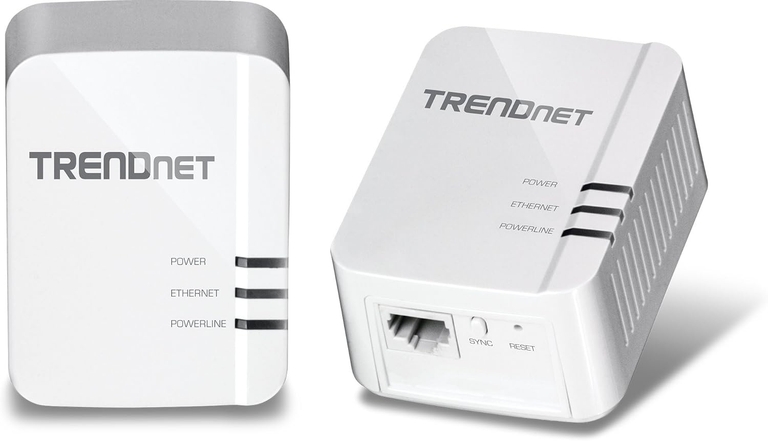 TRENDNET
POWER
ETHERNET
POWERLINE
TRENDNET
POWER
ETHERNET
POWERLINE
SYNC
RESET